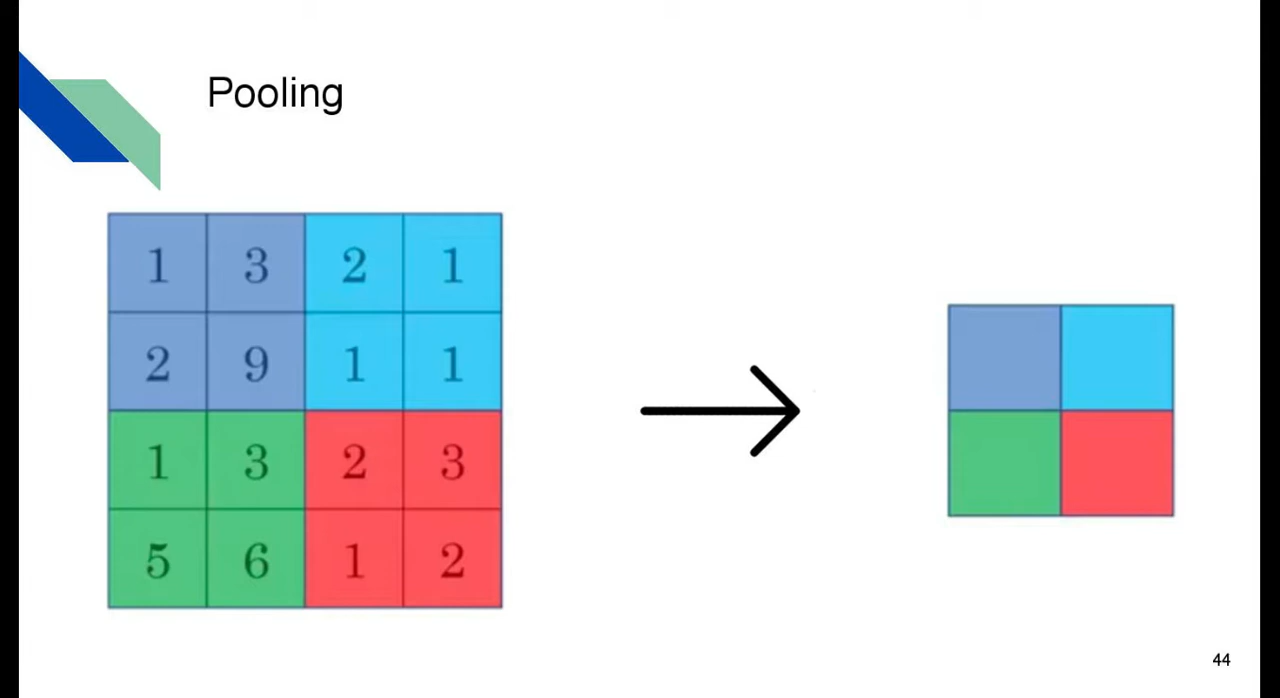 Pooling
1 3 2 1
2 9 1 1
1 3 2 3
5 6 1 2
44